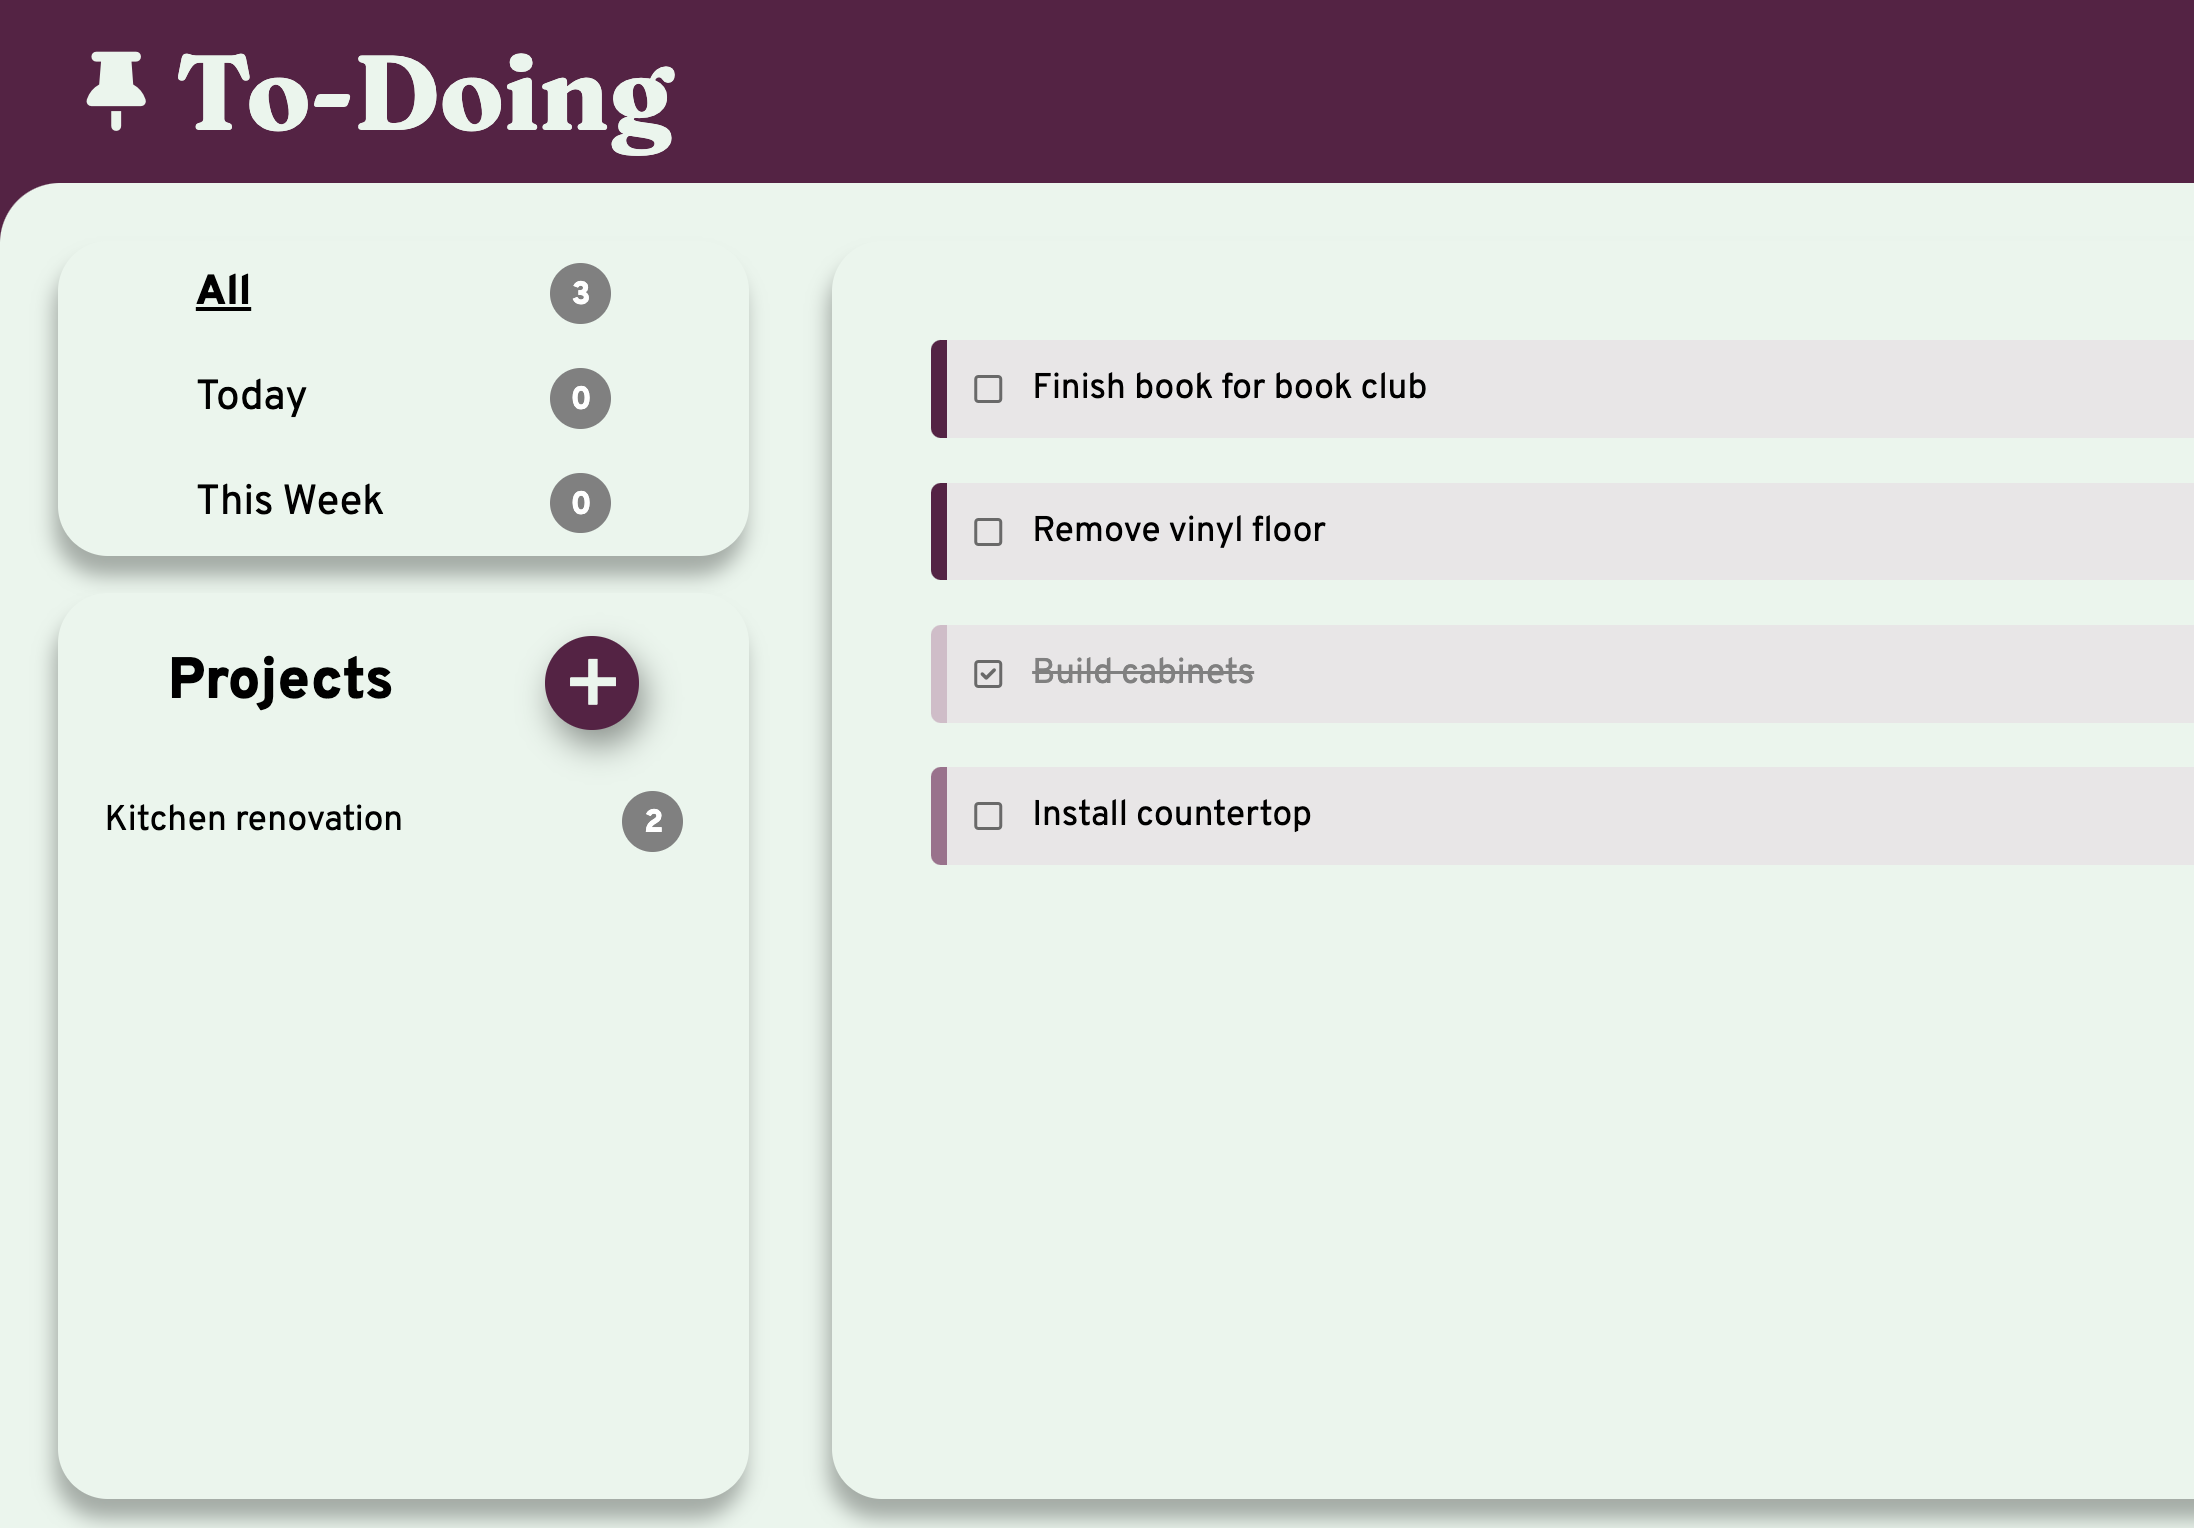 To-Doing
All 3
Today 0
This Week 0
Projects
Kitchen renovation 2
Finish book for book club
Remove vinyl floor
Build cabinets
Install countertop